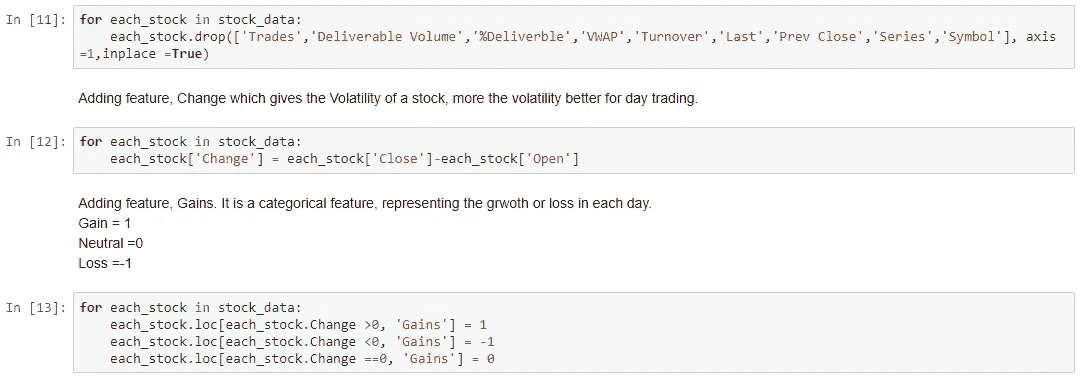 In [11]: for each_stock in stock_data:
each_stock.drop(['Trades','Deliverable Volume','%Deliverble','VWAP','Turnover','Last','Prev Close','Series','Symbol'], axis
=1,inplace =True)
Adding feature, Change which gives the Volatility of a stock, more the volatility better for day trading.
In [12]: for each_stock in stock_data:
each_stock['Change'] = each_stock['Close']-each_stock['Open']
Adding feature, Gains. It is a categorical feature, representing the grwoth or loss in each day.
Gain = 1
Neutral =0
Loss =-1
In [13]: for each_stock in stock_data:
each_stock.loc[each_stock.Change >0, 'Gains'] = 1
each_stock.loc[each_stock.Change <0, 'Gains'] = -1
each_stock.loc[each_stock.Change ==0, 'Gains'] = 0